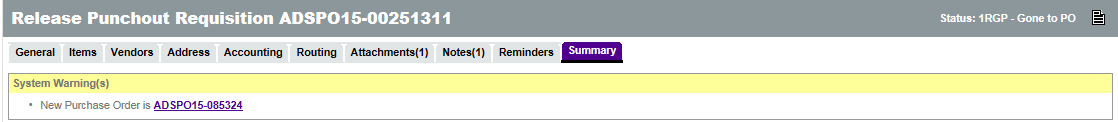 Release Punchout Requisition ADSPO15-00251311
Status: 1RGP - Gone to PO
General Items Vendors Address Accounting Routing Attachments(1) Notes(1) Reminders Summary
System Warning(s)
• New Purchase Order is ADSPO15-085324